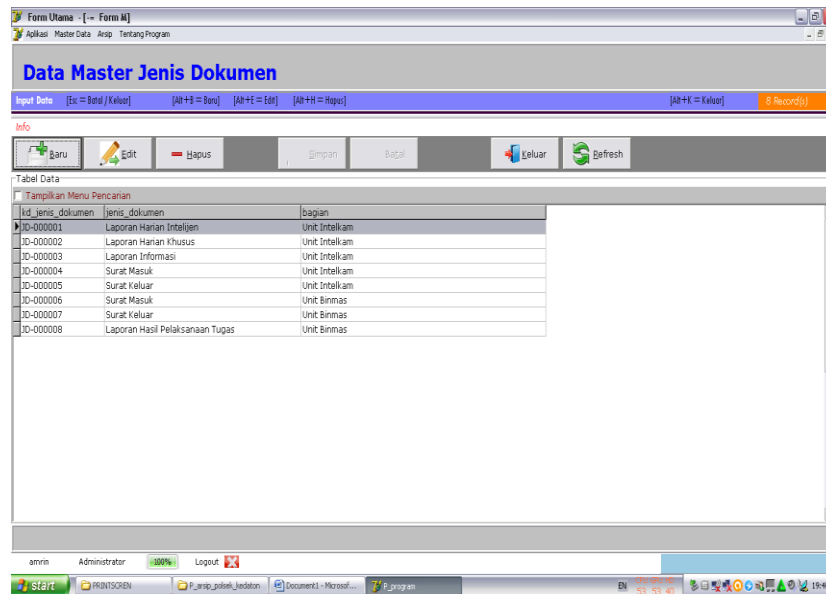 Form Utama - [-= Form
Aplikasi Master Data Arsip Tentang Program
Data Master Jenis Dokumen
Input Data [Esc = Batal / Keluar] [Alt+B = Baru] [Alt+E = Edit] [Alt+H = Hapus] [Alt+K = Keluar] 8 Record(s)
Info
Baru Edit Hapus Simpan Batal Keluar Refresh
Tabel Data
Tampilkan Menu Pencarian
kd_jenis_dokumen jenis_dokumen bagian
JD-000001 Laporan Harian Intelijen Unit Intelkam
JD-000002 Laporan Harian Khusus Unit Intelkam
JD-000003 Laporan Informasi Unit Intelkam
JD-000004 Surat Masuk Unit Intelkam
JD-000005 Surat Keluar Unit Intelkam
JD-000006 Surat Masuk Unit Binmas
JD-000007 Surat Keluar Unit Binmas
JD-000008 Laporan Hasil Pelaksanaan Tugas Unit Binmas
amrin Administrator 100% Logout
start PRINTSCREN P_arsip_polsek_kedaton Document1 - Microsof... P_program EN